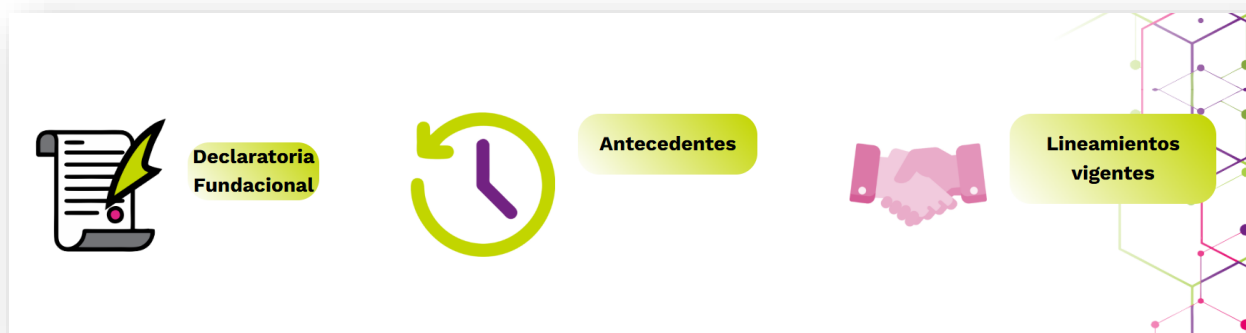 Declaratoria
Fundacional
Antecedentes
Lineamientos
vigentes